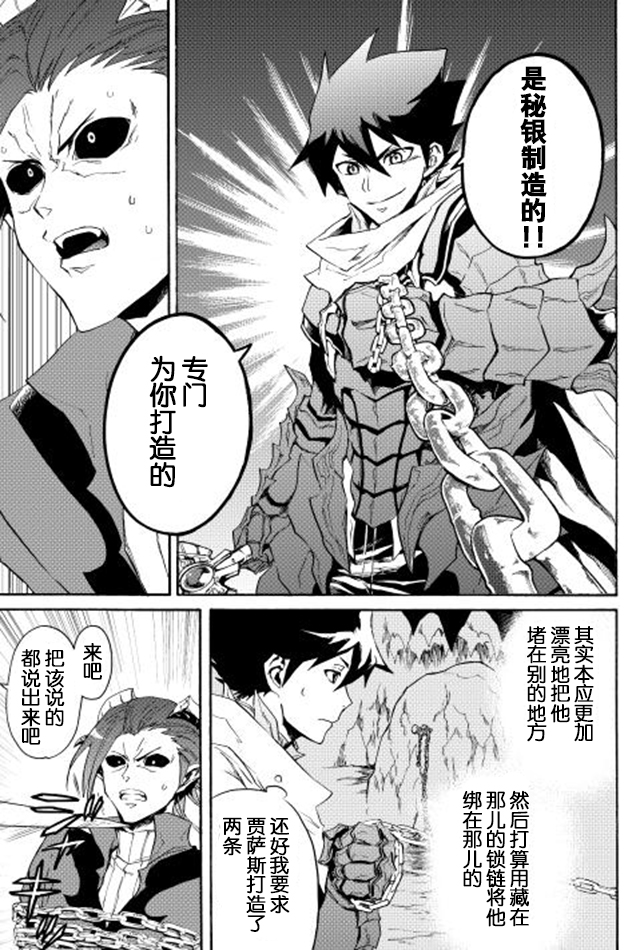 是秘银制造的!!
专门
为你打造的
其实本应更加
漂亮地把他
堵在别的地方
然后打算用藏在
那儿的锁链将他
绑在那儿的
还好我要求
贾萨斯打造了
两条
来吧
把该说的
都说出来吧